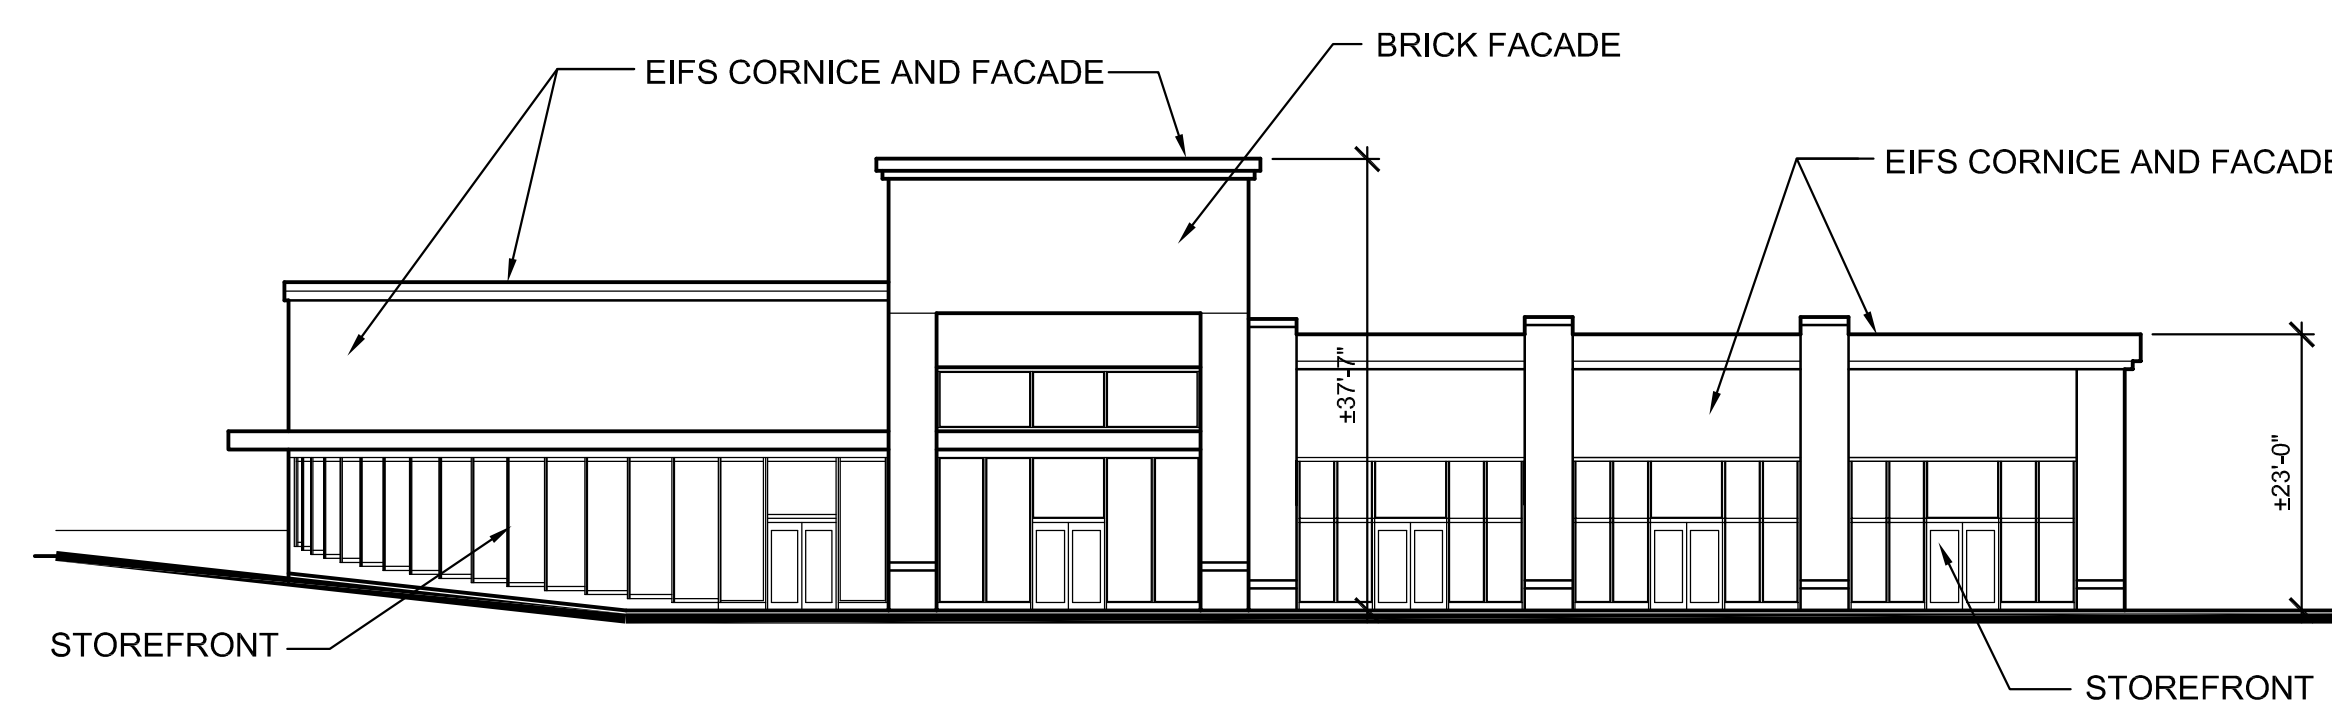 BRICK FACADE
EIFS CORNICE AND FACADE
EIFS CORNICE AND FACADE
±37'-7"
±23'-0"
STOREFRONT
STOREFRONT